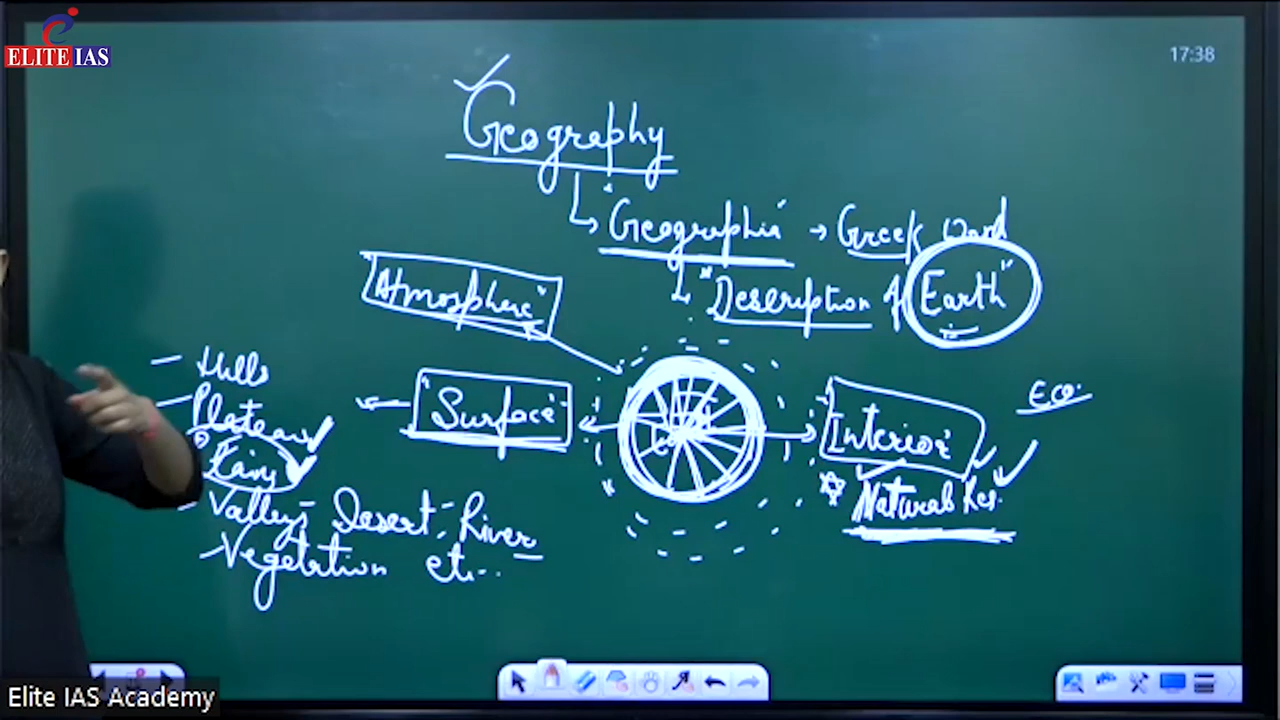 ELITE IAS
17:38
Geography
"Geographia" → Greek Word
"Description of Earth"
"Atmosphere"
"Surface"
"Interior"
Eco.
Natural Res.
- Hills
- Plateau
- Valleys - Desert, - River
- Vegetation etc...
Elite IAS Academy